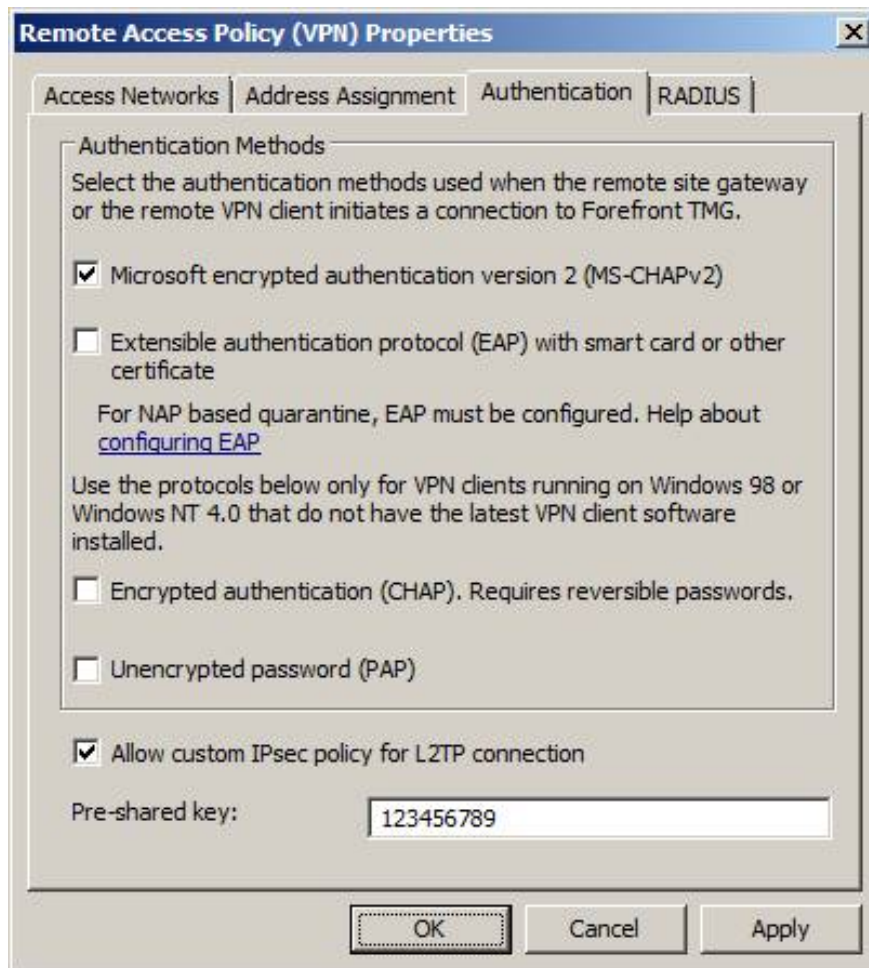 Remote Access Policy (VPN) Properties
Access Networks
Address Assignment
Authentication
RADIUS
Authentication Methods
Select the authentication methods used when the remote site gateway
or the remote VPN client initiates a connection to Forefront TMG.
Microsoft encrypted authentication version 2 (MS-CHAPv2)
Extensible authentication protocol (EAP) with smart card or other
certificate
For NAP based quarantine, EAP must be configured. Help about
configuring EAP
Use the protocols below only for VPN clients running on Windows 98 or
Windows NT 4.0 that do not have the latest VPN client software
installed.
Encrypted authentication (CHAP). Requires reversible passwords.
Unencrypted password (PAP)
Allow custom IPsec policy for L2TP connection
Pre-shared key:
123456789
OK
Cancel
Apply